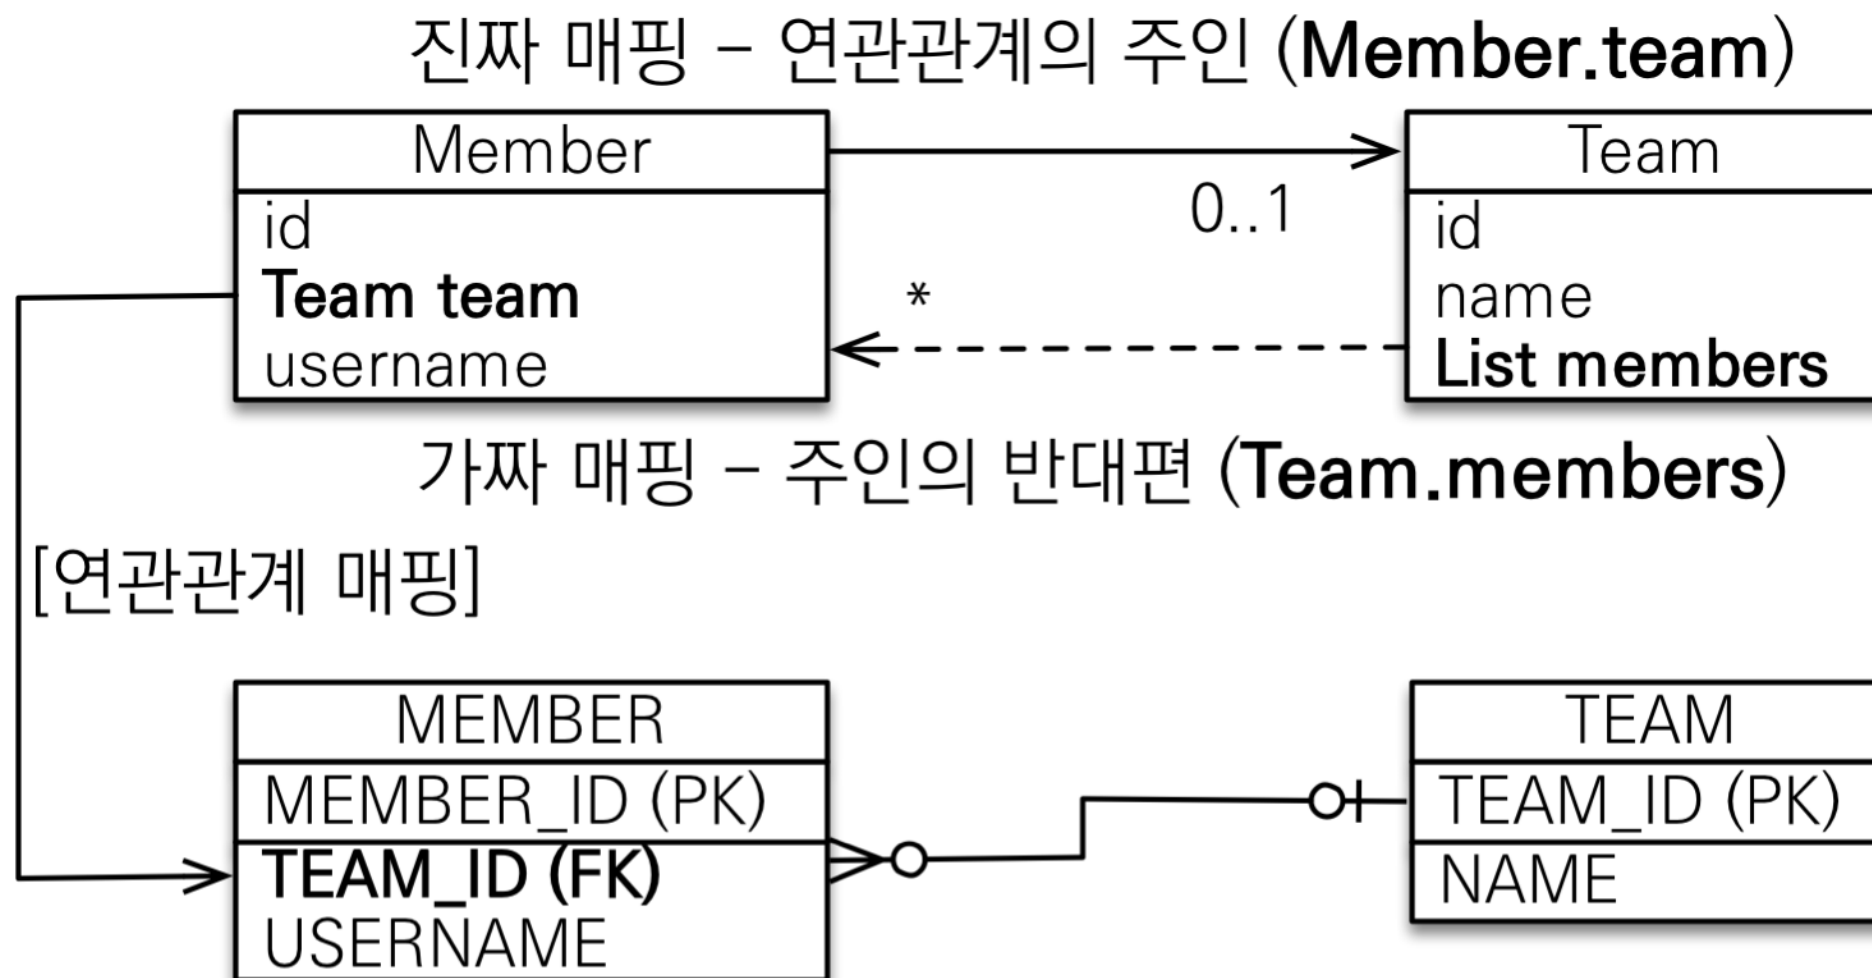 진짜 매핑 – 연관관계의 주인 (Member.team)
Member
id
Team team
username
0..1
*
Team
id
name
List members
가짜 매핑 – 주인의 반대편 (Team.members)
[연관관계 매핑]
MEMBER
MEMBER_ID (PK)
TEAM_ID (FK)
USERNAME
TEAM
TEAM_ID (PK)
NAME